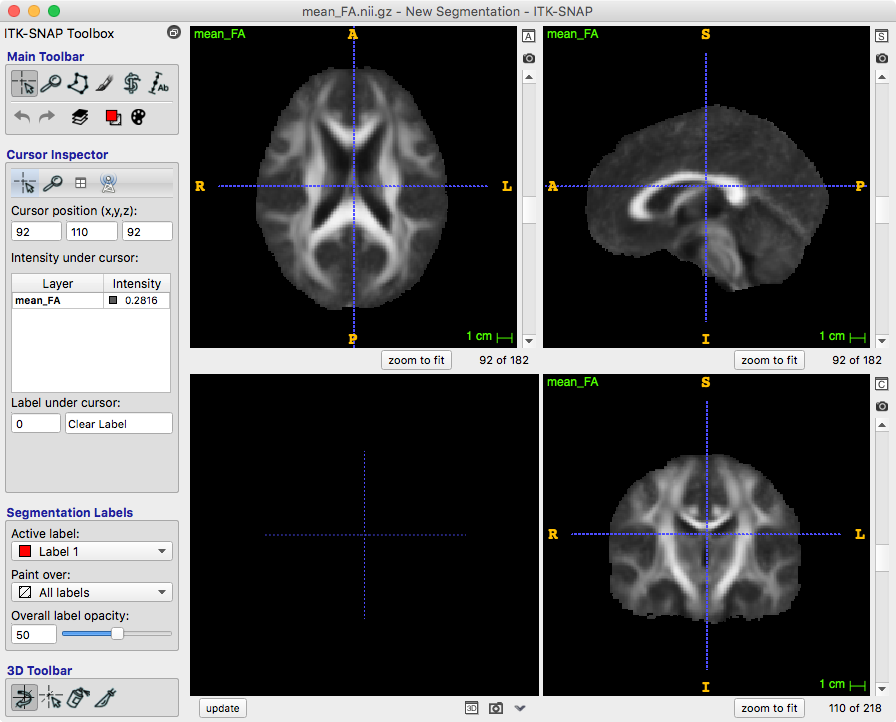 mean_FA.nii.gz - New Segmentation - ITK-SNAP
ITK-SNAP Toolbox
Main Toolbar
Ab
Cursor Inspector
Cursor position (x,y,z):
92 110 92
Intensity under cursor:
Layer Intensity
mean_FA 0.2816
Label under cursor:
0 Clear Label
Segmentation Labels
Active label:
Label 1
Paint over:
All labels
Overall label opacity:
50
3D Toolbar
mean_FA
A
A
R
L
P
1 cm
zoom to fit 92 of 182
mean_FA
S
S
A
P
I
1 cm
zoom to fit 92 of 182
update
3D
mean_FA
S
C
R
L
I
1 cm
zoom to fit 110 of 218